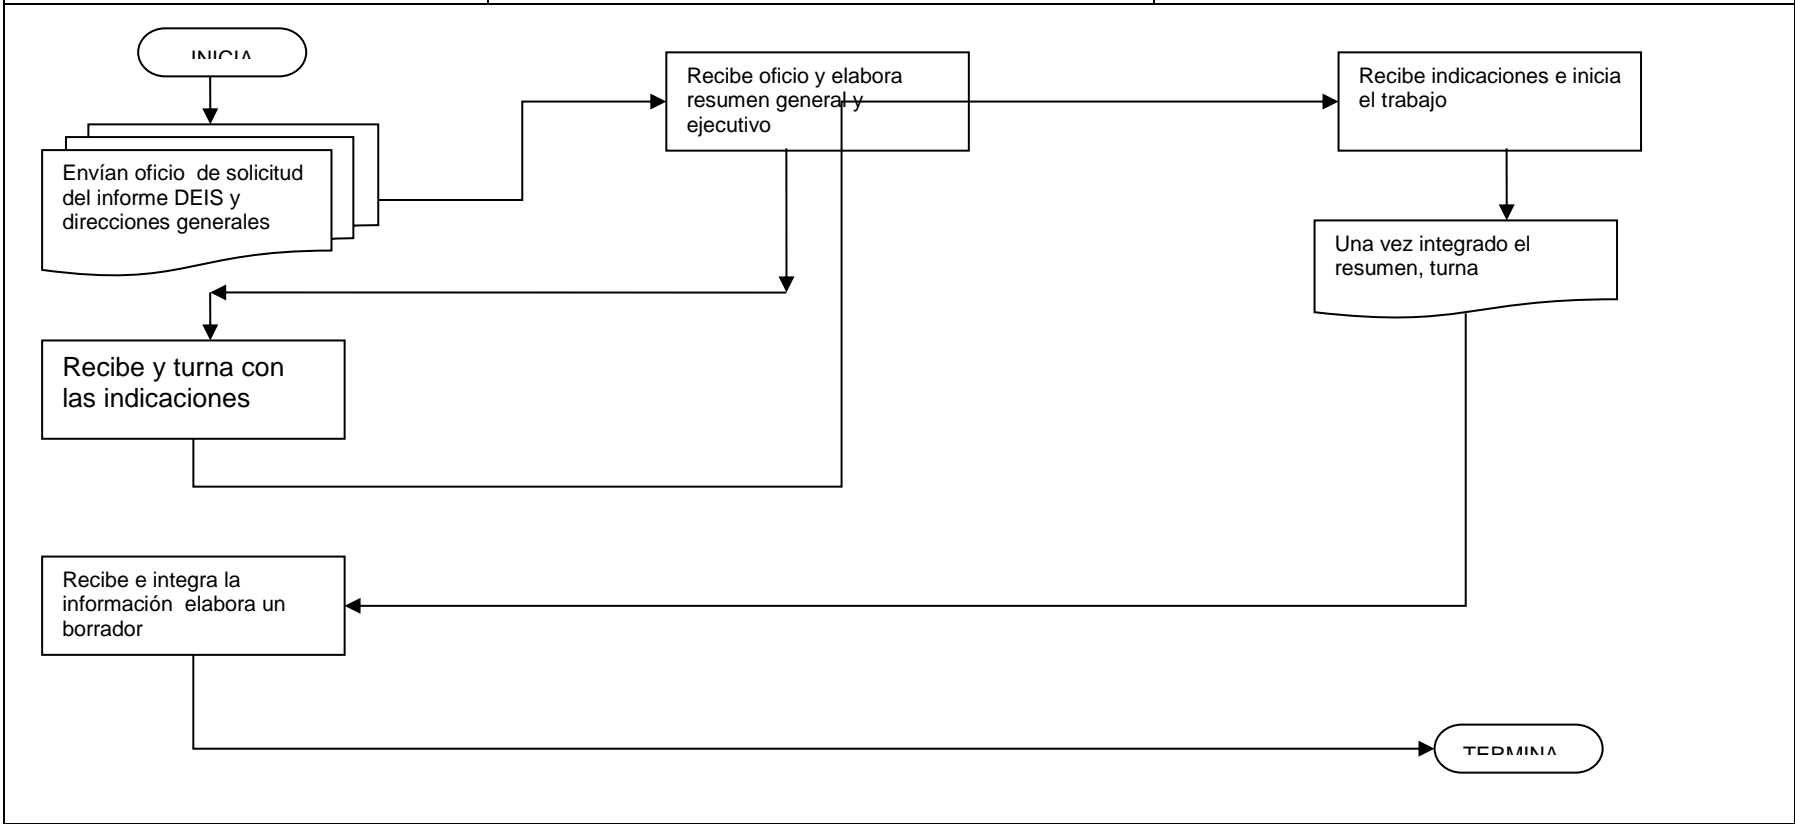 INICIA
Recibe oficio y elabora
resumen general y
ejecutivo
Recibe indicaciones e inicia
el trabajo
Envían oficio  de solicitud
del informe DEIS y
direcciones generales
Una vez integrado el
resumen, turna
Recibe y turna con
las indicaciones
Recibe e integra la
información  elabora un
borrador
TERMINA